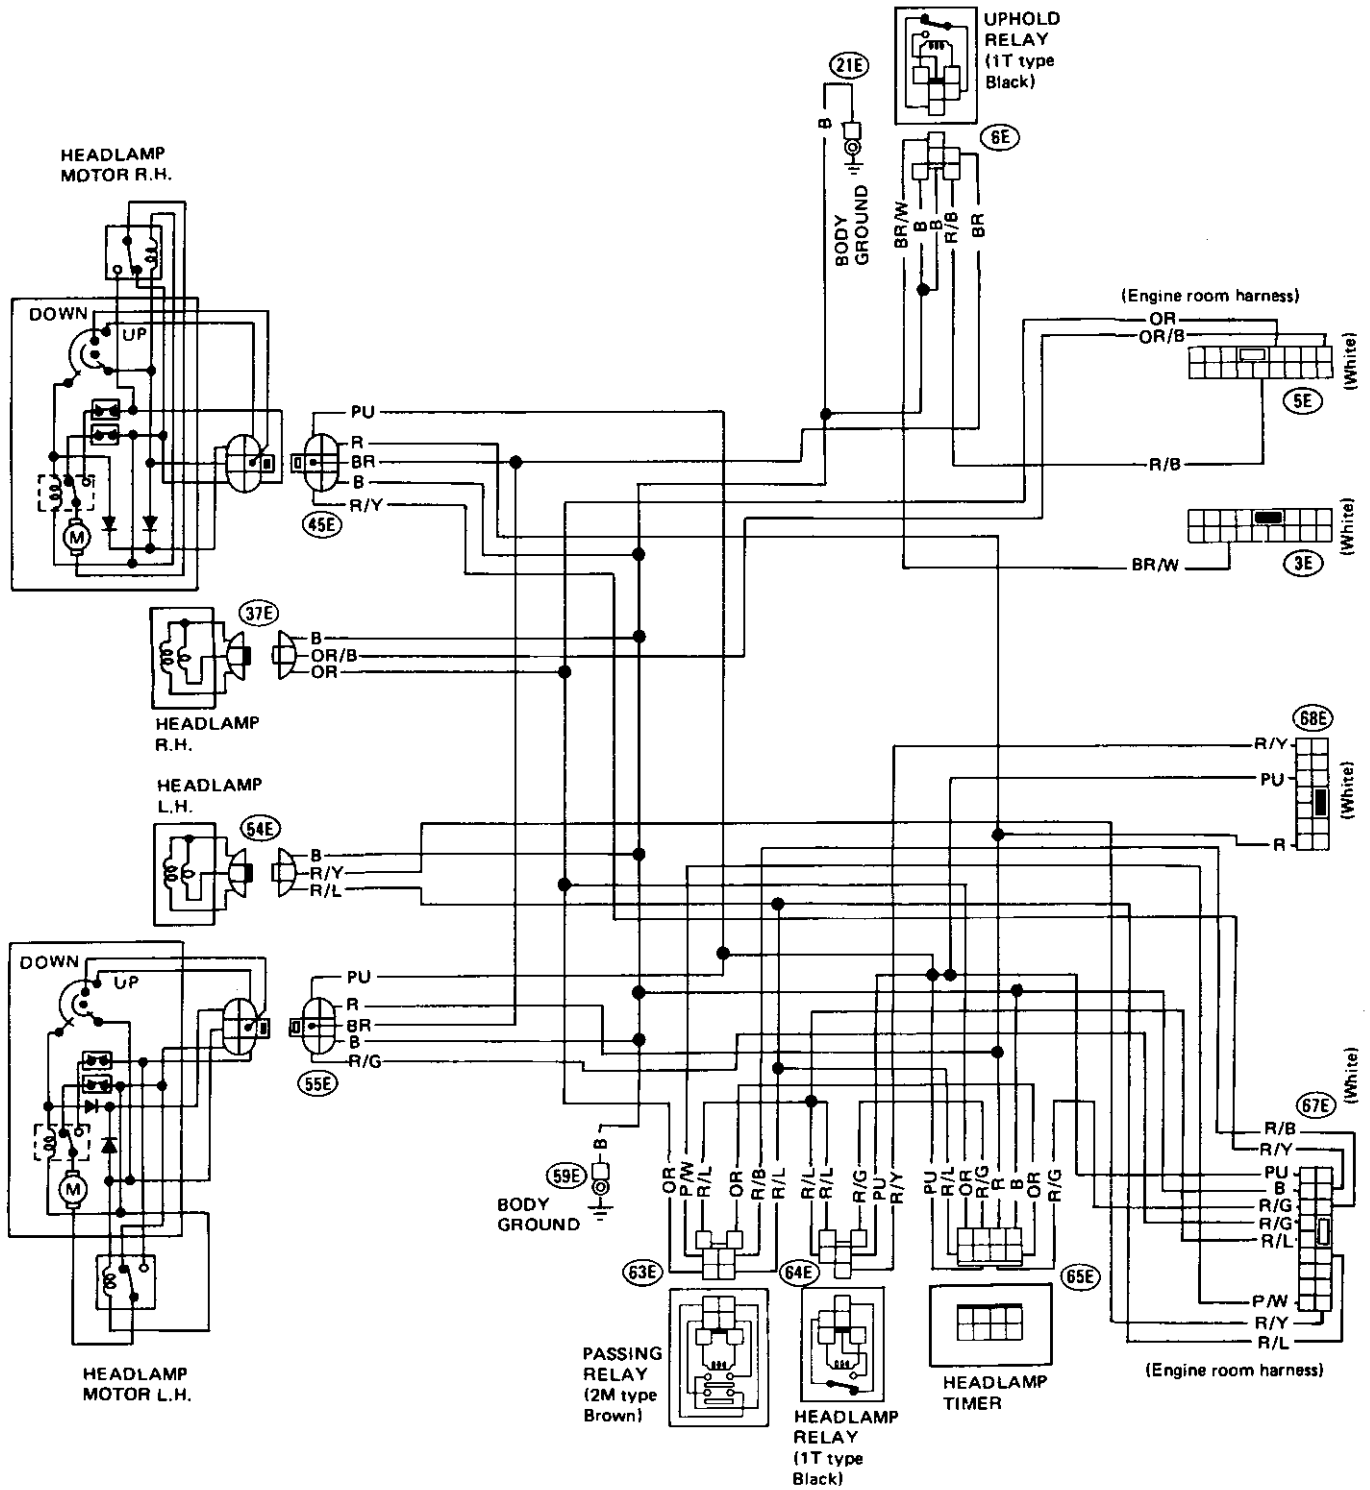 UPHOLD
RELAY
(1T type
Black)
21E
B
6E
BODY
GROUND
BR/W
B
B
R/B
BR
HEADLAMP
MOTOR R.H.
DOWN
UP
M
PU
R
BR
B
R/Y
45E
(Engine room harness)
OR
OR/B
(White)
5E
R/B
(White)
BR/W
3E
37E
B
OR/B
OR
HEADLAMP
R.H.
68E
R/Y
PU
R
(White)
HEADLAMP
L.H.
54E
B
R/Y
R/L
DOWN
UP
M
PU
R
BR
B
R/G
55E
HEADLAMP
MOTOR L.H.
B
59E
BODY
GROUND
OR
P/W
R/L
OR
R/B
R/L
R/L
R/L
R/G
PU
R/Y
PU
R/L
OR
R/G
R
B
OR
R/G
63E
64E
65E
(White)
67E
R/B
R/Y
PU
B
R/G
R/G
R/L
P/W
R/Y
R/L
(Engine room harness)
PASSING
RELAY
(2M type
Brown)
HEADLAMP
RELAY
(1T type
Black)
HEADLAMP
TIMER